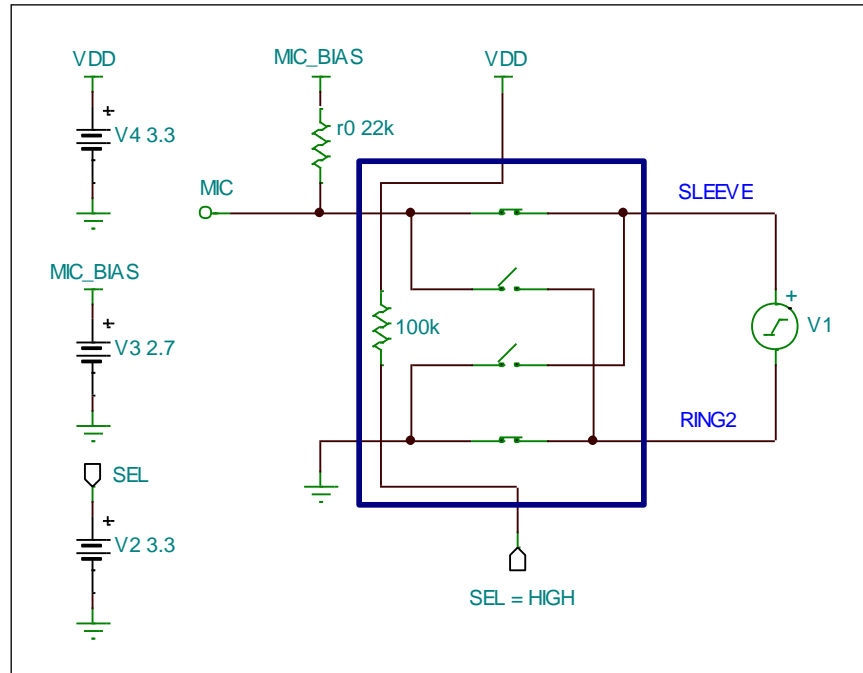 VDD
V4 3.3
MIC_BIAS
r0 22k
VDD
MIC
SLEEVE
MIC_BIAS
V3 2.7
100k
V1
RING2
SEL
V2 3.3
SEL = HIGH